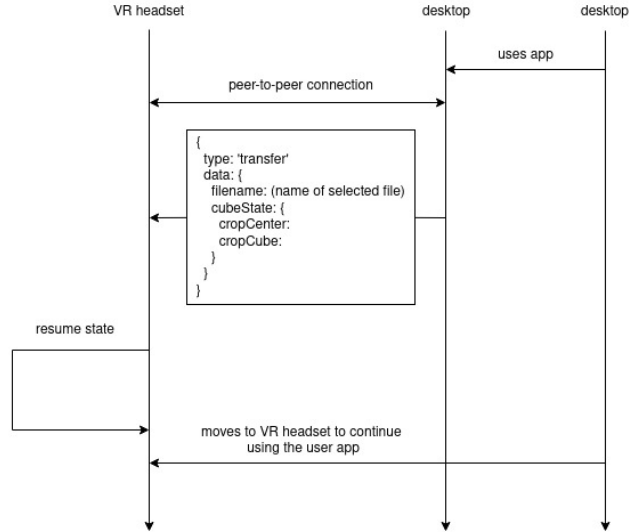 VR headset
desktop
desktop
uses app
peer-to-peer connection
{
type: 'transfer'
data: {
filename: (name of selected file)
cubeState: {
cropCenter:
cropCube:
}
}
}
resume state
moves to VR headset to continue
using the user app